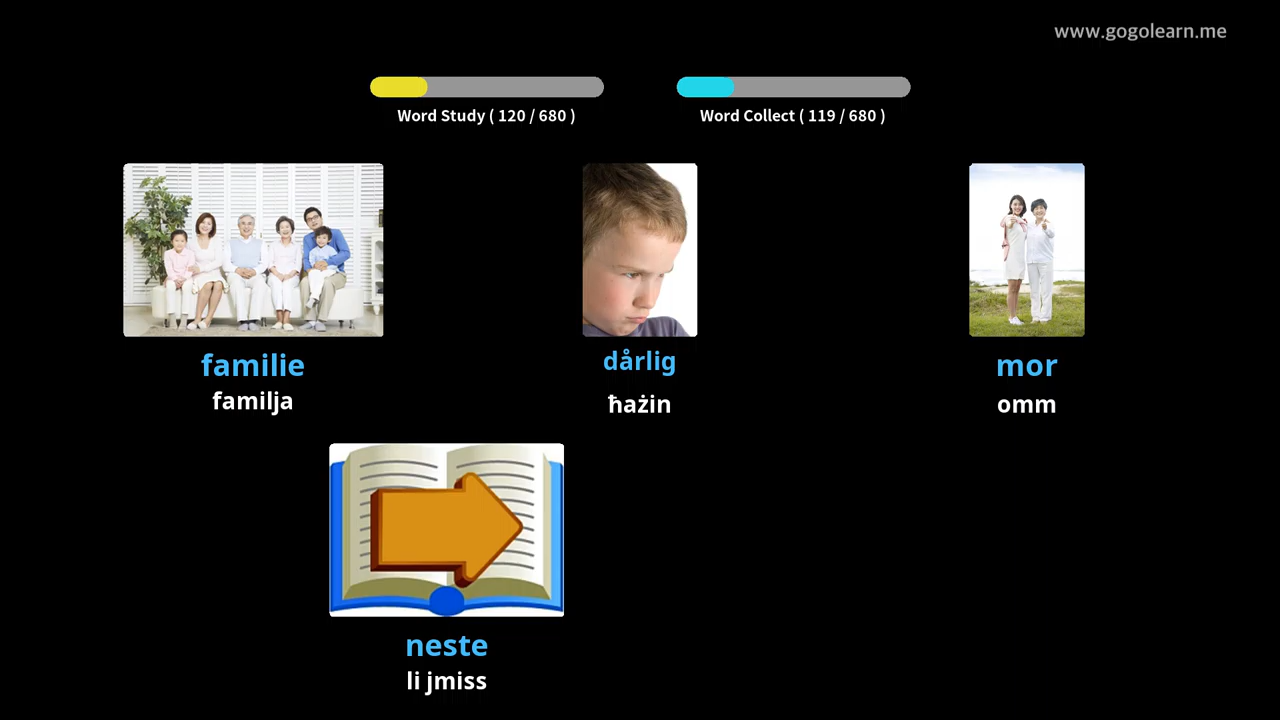 www.gogolearn.me
Word Study ( 120 / 680 )
Word Collect ( 119 / 680 )
familie
familja
dårlig
ħażin
mor
omm
neste
li jmiss